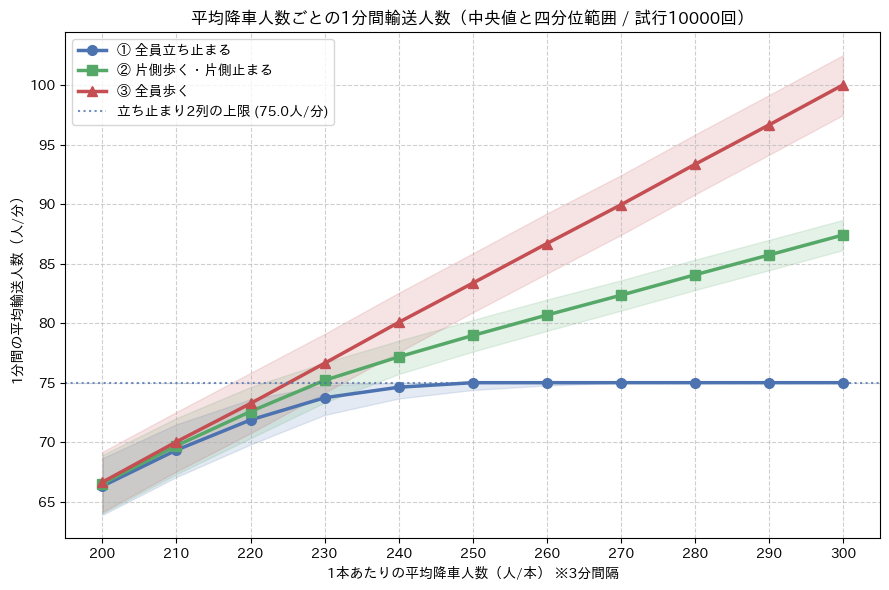 平均降車人数ごとの1分間輸送人数（中央値と四分位範囲 / 試行10000回）
① 全員立ち止まる
② 片側歩く・片側止まる
③ 全員歩く
立ち止まり2列の上限 (75.0人/分)
1分間の平均輸送人数（人/分）
100
95
90
85
80
75
70
65
200 210 220 230 240 250 260 270 280 290 300
1本あたりの平均降車人数（人/本） ※3分間隔